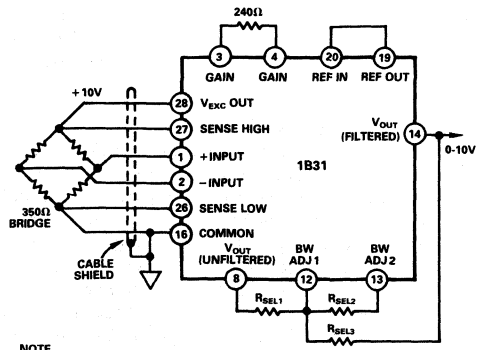 240Ω
3
4
20
19
GAIN
GAIN
REF IN
REF OUT
+10V
28
VEXC OUT
27
SENSE HIGH
VOUT
(FILTERED)
14
1
+INPUT
0-10V
1B31
2
−INPUT
350Ω
BRIDGE
26
SENSE LOW
16
COMMON
CABLE
SHIELD
VOUT
(UNFILTERED)
BW
ADJ 1
BW
ADJ 2
8
12
13
RSEL1
RSEL2
RSEL3
NOTE